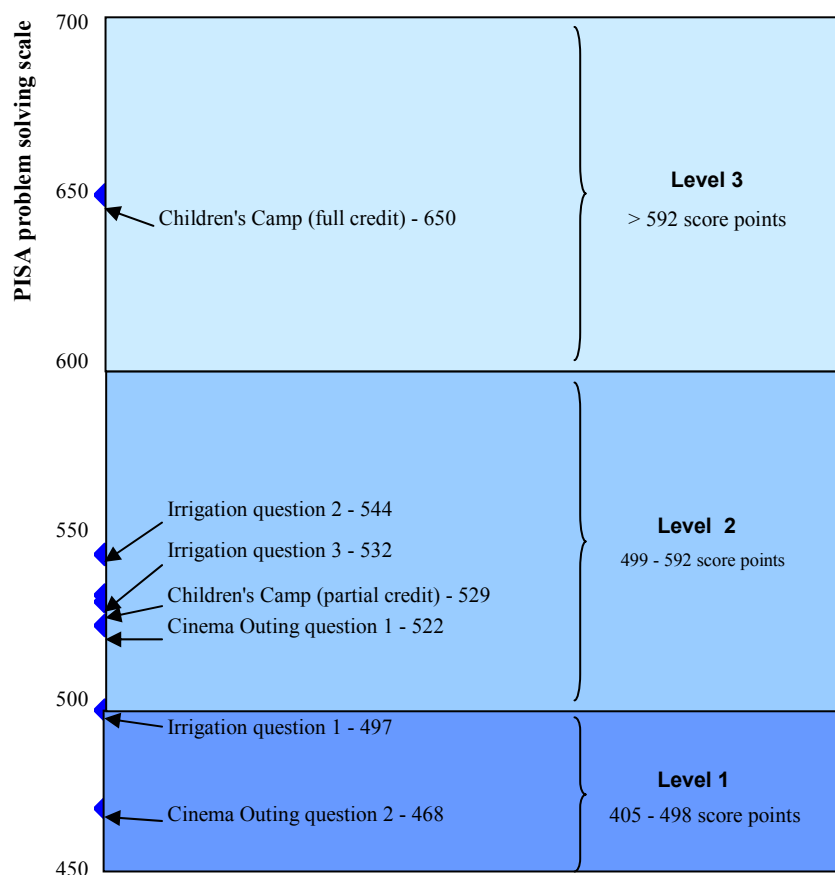 PISA problem solving scale
700
650
600
550
500
450
Level 3
> 592 score points
Children's Camp (full credit) - 650
Level 2
499 - 592 score points
Irrigation question 2 - 544
Irrigation question 3 - 532
Children's Camp (partial credit) - 529
Cinema Outing question 1 - 522
Irrigation question 1 - 497
Level 1
405 - 498 score points
Cinema Outing question 2 - 468